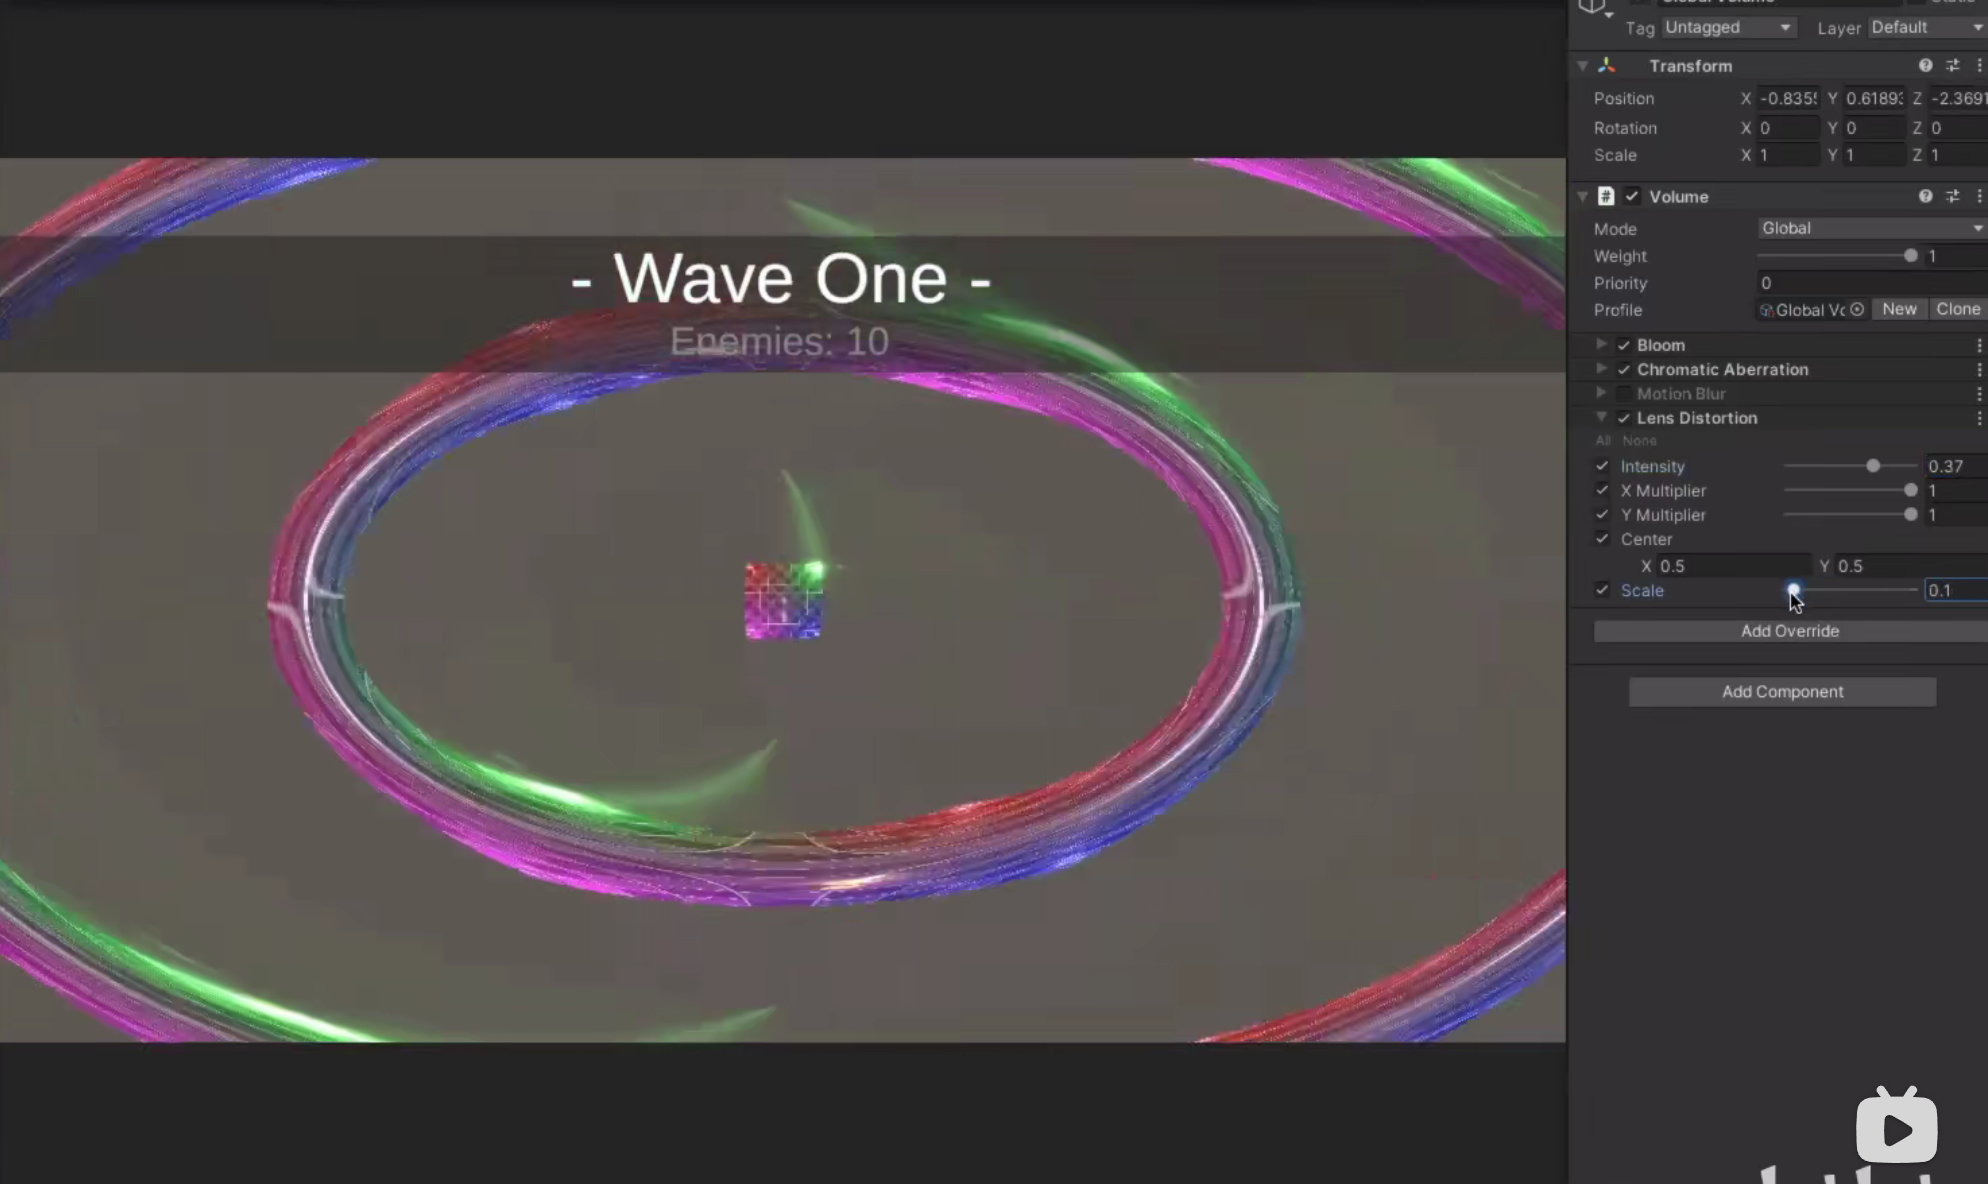 Tag Untagged Layer Default
Transform
Position X -0.835 Y 0.6189 Z -2.3691
Rotation X 0 Y 0 Z 0
Scale X 1 Y 1 Z 1
# Volume
Mode Global
Weight 1
Priority 0
Profile Global Vo New Clone
Bloom
Chromatic Aberration
Motion Blur
Lens Distortion
All None
Intensity 0.37
X Multiplier 1
Y Multiplier 1
Center
X 0.5 Y 0.5
Scale 0.1
Add Override
Add Component
- Wave One -
Enemies: 10